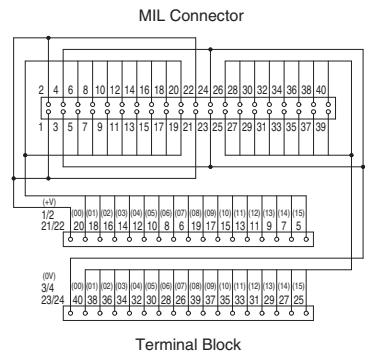 MIL Connector
2 4 6 8 10 12 14 16 18 20 22 24 26 28 30 32 34 36 38 40
1 3 5 7 9 11 13 15 17 19 21 23 25 27 29 31 33 35 37 39
(+V) (00) (01) (02) (03) (04) (05) (06) (07) (08) (09) (10) (11) (12) (13) (14) (15)
1/2
21/22 20 18 16 14 12 10 8 6 19 17 15 13 11 9 7 5
(0V) (00) (01) (02) (03) (04) (05) (06) (07) (08) (09) (10) (11) (12) (13) (14) (15)
3/4
23/24 40 38 36 34 32 30 28 26 39 37 35 33 31 29 27 25
Terminal Block